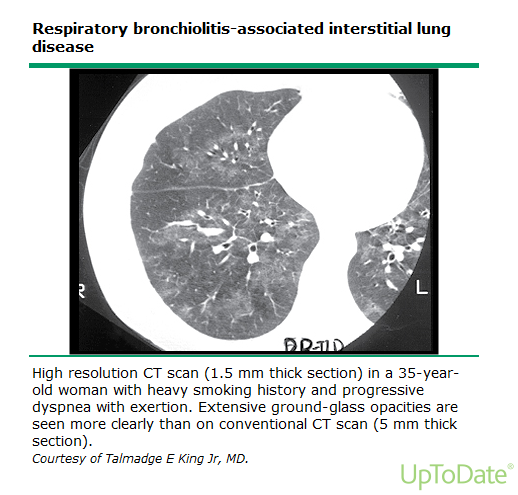 Respiratory bronchiolitis-associated interstitial lung
disease
R
L
RB-ILD
High resolution CT scan (1.5 mm thick section) in a 35-year-
old woman with heavy smoking history and progressive
dyspnea with exertion. Extensive ground-glass opacities are
seen more clearly than on conventional CT scan (5 mm thick
section).
Courtesy of Talmadge E King Jr, MD.
UpToDate®